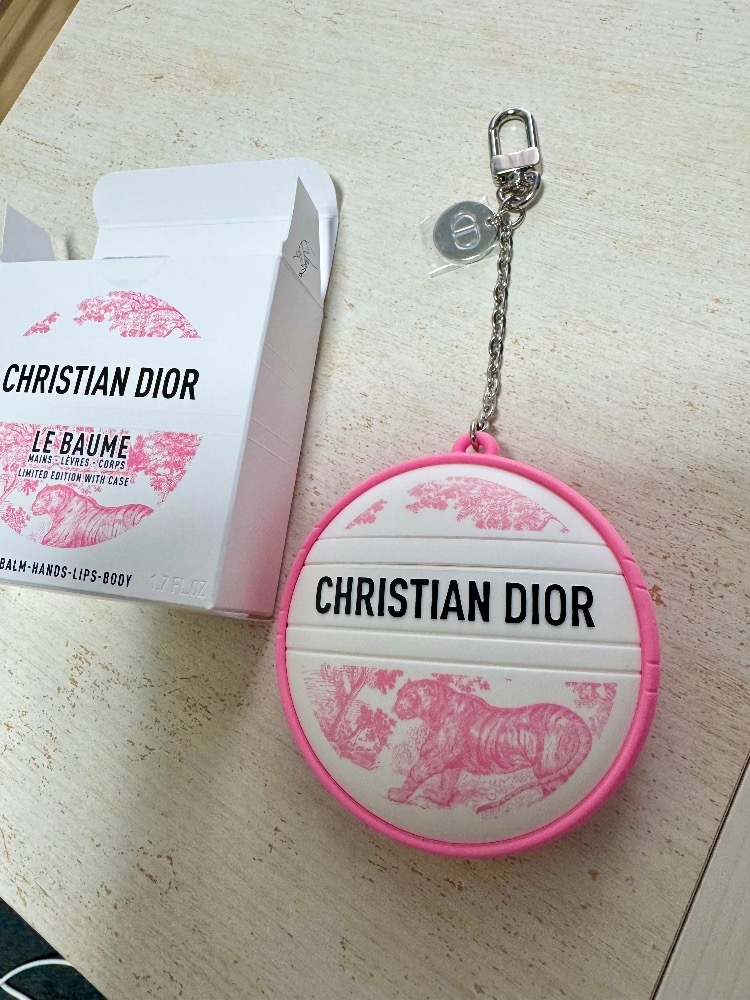 CHRISTIAN DIOR
LE BAUME
MAINS - LÈVRES - CORPS
LIMITED EDITION WITH CASE
BALM-HANDS-LIPS-BODY 1.7 FL.OZ
CD
CHRISTIAN DIOR